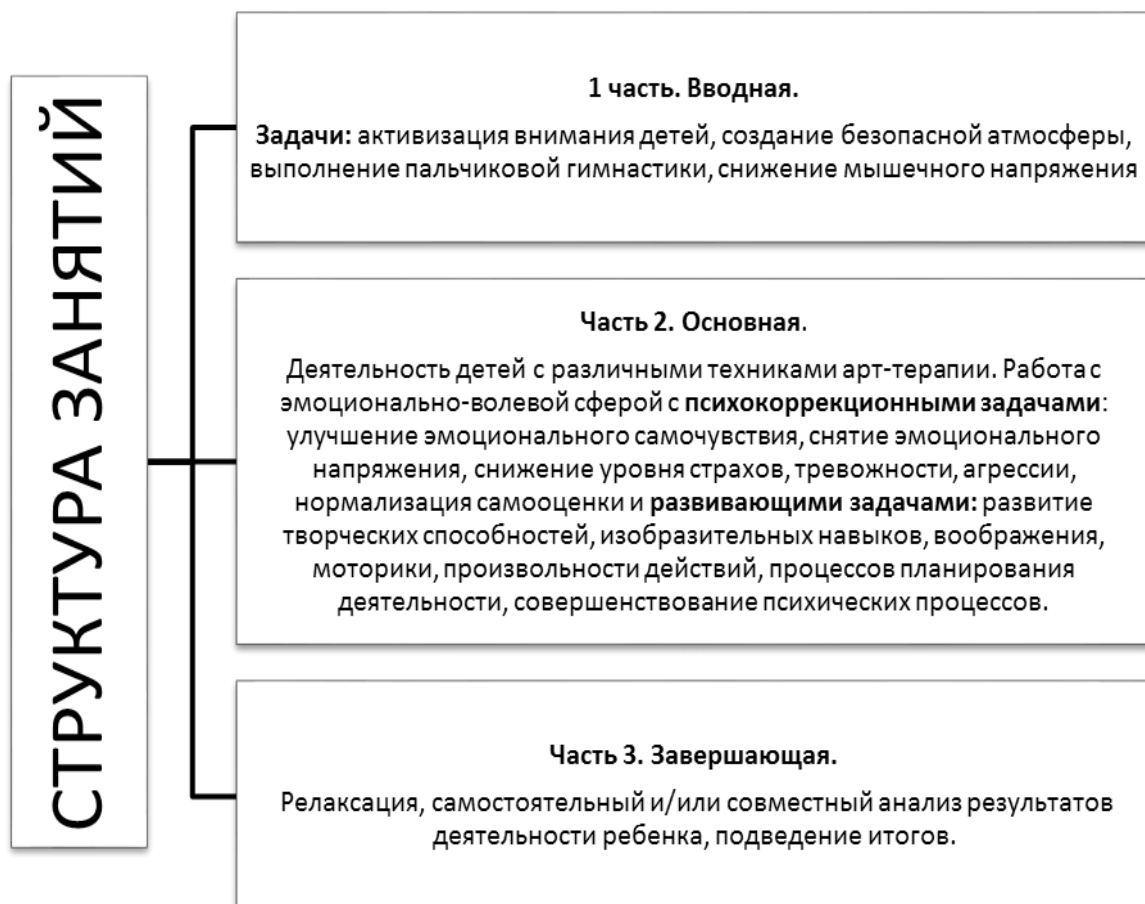 СТРУКТУРА ЗАНЯТИЙ
1 часть. Вводная.
Задачи: активизация внимания детей, создание безопасной атмосферы,
выполнение пальчиковой гимнастики, снижение мышечного напряжения
Часть 2. Основная.
Деятельность детей с различными техниками арт-терапии. Работа с
эмоционально-волевой сферой с психокоррекционными задачами:
улучшение эмоционального самочувствия, снятие эмоционального
напряжения, снижение уровня страхов, тревожности, агрессии,
нормализация самооценки и развивающими задачами: развитие
творческих способностей, изобразительных навыков, воображения,
моторики, произвольности действий, процессов планирования
деятельности, совершенствование психических процессов.
Часть 3. Завершающая.
Релаксация, самостоятельный и/или совместный анализ результатов
деятельности ребенка, подведение итогов.